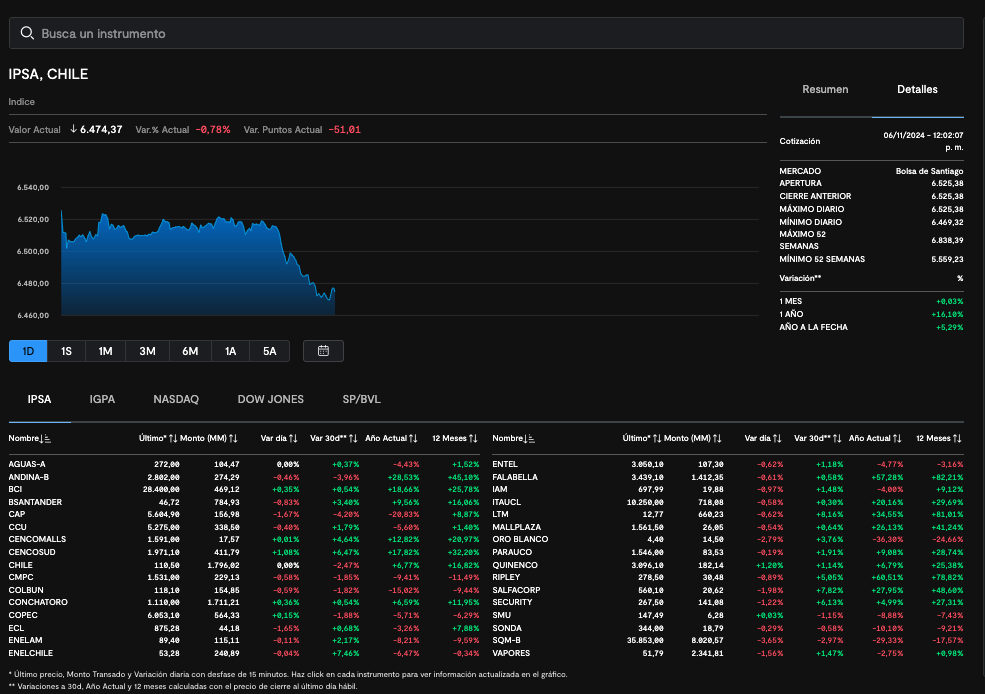 Busca un instrumento
IPSA, CHILE
Indice
Valor Actual ↓ 6.474,37 Var.% Actual -0,78% Var. Puntos Actual -51,01
6.540,00
6.520,00
6.500,00
6.480,00
6.460,00
1D 1S 1M 3M 6M 1A 5A
Resumen Detalles
Cotización 06/11/2024 - 12:02:07 p. m.
MERCADO Bolsa de Santiago
APERTURA 6.525,38
CIERRE ANTERIOR 6.525,38
MÁXIMO DIARIO 6.525,38
MÍNIMO DIARIO 6.469,32
MÁXIMO 52 SEMANAS 6.838,39
MÍNIMO 52 SEMANAS 5.559,23
Variación** %
1 MES +0,03%
1 AÑO +16,10%
AÑO A LA FECHA +5,29%
IPSA IGPA NASDAQ DOW JONES SP/BVL
Nombre Último* Monto (MM) Var día Var 30d** Año Actual 12 Meses
AGUAS-A 272,00 104,47 0,00% +0,37% -4,43% +1,52%
ANDINA-B 2.802,00 274,29 -0,46% -3,96% +28,53% +45,10%
BCI 28.400,00 469,12 +0,35% +0,54% +18,66% +25,78%
BSANTANDER 46,72 784,93 -0,83% +3,40% +9,56% +16,06%
CAP 5.604,90 156,98 -1,67% -4,20% -20,83% +8,87%
CCU 5.275,00 338,50 -0,40% +1,79% -5,60% +1,40%
CENCOMALLS 1.591,00 17,57 +0,01% +4,64% +12,82% +20,97%
CENCOSUD 1.971,10 411,79 +1,08% +6,47% +17,82% +32,20%
CHILE 110,50 1.796,02 0,00% -2,47% +6,77% +16,82%
CMPC 1.531,00 229,13 -0,58% -1,85% -9,41% -11,49%
COLBUN 118,10 154,85 -0,59% -1,82% -15,02% -9,44%
CONCHATORO 1.110,00 1.711,21 +0,36% +0,54% +6,59% +11,95%
COPEC 6.053,10 564,33 +0,15% -1,88% -5,71% -6,29%
ECL 875,28 44,18 -1,65% +0,68% -3,26% +7,88%
ENELAM 89,40 115,11 -0,11% +2,17% -8,21% -9,59%
ENELCHILE 53,28 240,89 -0,04% +7,46% -6,47% -0,34%
Nombre Último* Monto (MM) Var día Var 30d** Año Actual 12 Meses
ENTEL 3.050,10 107,30 -0,62% +1,18% -4,77% -3,16%
FALABELLA 3.439,10 1.412,35 -0,61% +0,58% +57,28% +82,21%
IAM 697,99 19,88 -0,97% +1,48% -4,00% +9,12%
ITAUCL 10.250,00 718,08 -0,58% +0,30% +20,16% +29,69%
LTM 12,77 660,23 -0,62% +8,16% +34,55% +81,01%
MALLPLAZA 1.561,50 26,05 -0,54% +0,64% +26,13% +41,24%
ORO BLANCO 4,40 14,50 -2,79% +3,76% -36,30% -24,66%
PARAUCO 1.546,00 83,53 -0,19% +1,91% +9,08% +28,74%
QUINENCO 3.096,10 182,14 +1,20% +1,14% +6,79% +25,38%
RIPLEY 278,50 30,48 -0,89% +5,05% +60,51% +78,82%
SALFACORP 560,10 20,62 -1,98% +7,82% +27,95% +48,60%
SECURITY 267,50 141,08 -1,22% +6,13% +4,99% +27,31%
SMU 147,49 6,28 +0,03% -1,15% -8,88% -7,43%
SONDA 344,00 18,79 -0,29% -0,58% -10,10% -9,21%
SQM-B 35.853,00 8.020,57 -3,65% -2,97% -29,33% -17,57%
VAPORES 51,79 2.341,81 -1,56% +1,47% -2,75% +0,98%
* Último precio, Monto Transado y Variación diaria con desfase de 15 minutos. Haz click en cada instrumento para ver información actualizada en el gráfico.
** Variaciones a 30d, Año Actual y 12 meses calculadas con el precio de cierre al último día hábil.